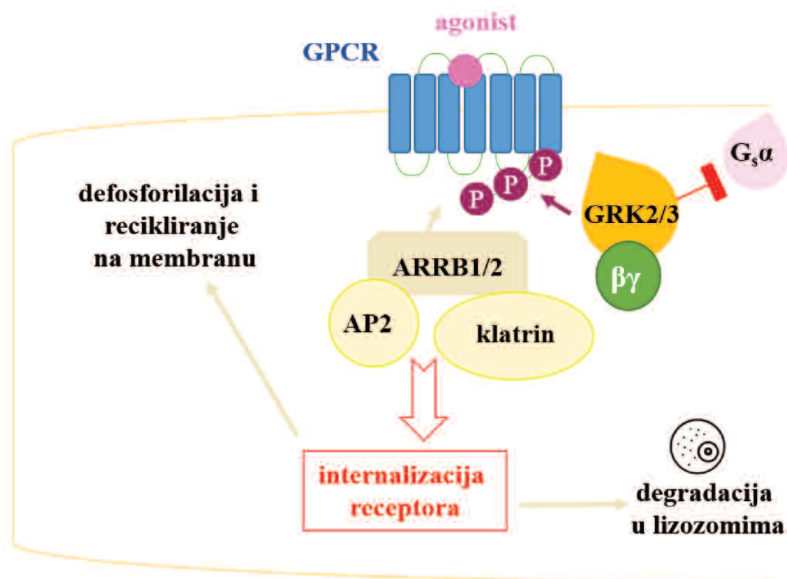 agonist
GPCR
P
P
P
Gsα
GRK2/3
βγ
defosforilacija i
recikliranje
na membranu
ARRB1/2
AP2
klatrin
internalizacija
receptora
degradacija
u lizozomima